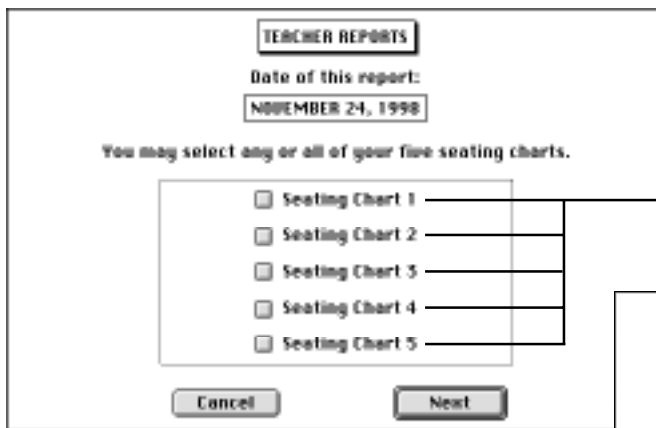 TEACHER REPORTS
Date of this report:
NOVEMBER 24, 1998
You may select any or all of your five seating charts.
Seating Chart 1
Seating Chart 2
Seating Chart 3
Seating Chart 4
Seating Chart 5
Cancel Next